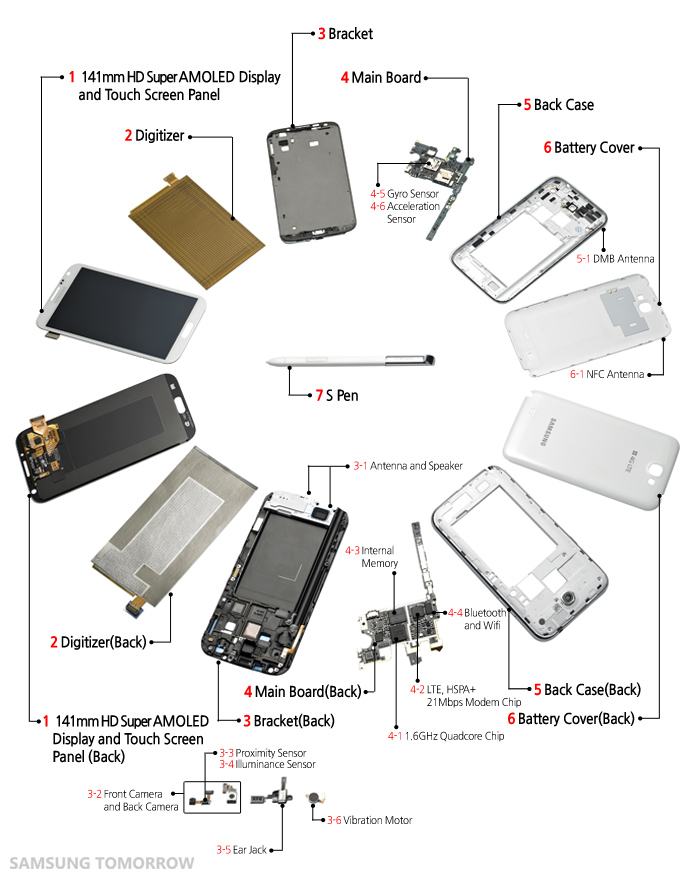 3 Bracket
1 141mm HD Super AMOLED Display
and Touch Screen Panel
4 Main Board
5 Back Case
2 Digitizer
6 Battery Cover
4-5 Gyro Sensor
4-6 Acceleration
Sensor
5-1 DMB Antenna
6-1 NFC Antenna
7 S Pen
SAMSUNG
4G LTE
3-1 Antenna and Speaker
4-3 Internal
Memory
4-4 Bluetooth
and Wifi
2 Digitizer(Back)
4 Main Board(Back)
4-2 LTE, HSPA+
21Mbps Modem Chip
5 Back Case(Back)
6 Battery Cover(Back)
1 141mm HD Super AMOLED
Display and Touch Screen
Panel (Back)
3 Bracket(Back)
4-1 1.6GHz Quadcore Chip
3-3 Proximity Sensor
3-4 Illuminance Sensor
3-2 Front Camera
and Back Camera
3-6 Vibration Motor
3-5 Ear Jack
SAMSUNG TOMORROW